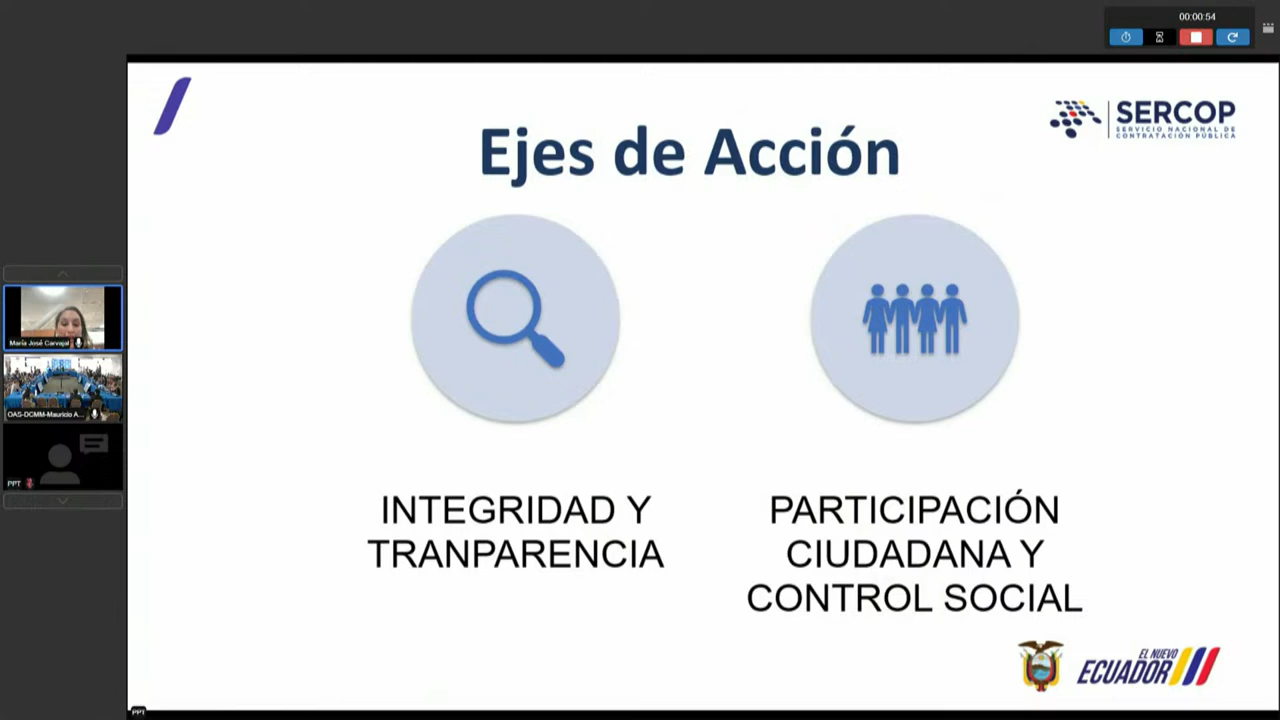 00:00:54
SERCOP
SERVICIO NACIONAL DE
CONTRATACIÓN PÚBLICA
Ejes de Acción
INTEGRIDAD Y
TRANPARENCIA
PARTICIPACIÓN
CIUDADANA Y
CONTROL SOCIAL
María José Carvajal
OAS-DCMM-Mauricio A...
PPT
EL NUEVO
ECUADOR
PPT